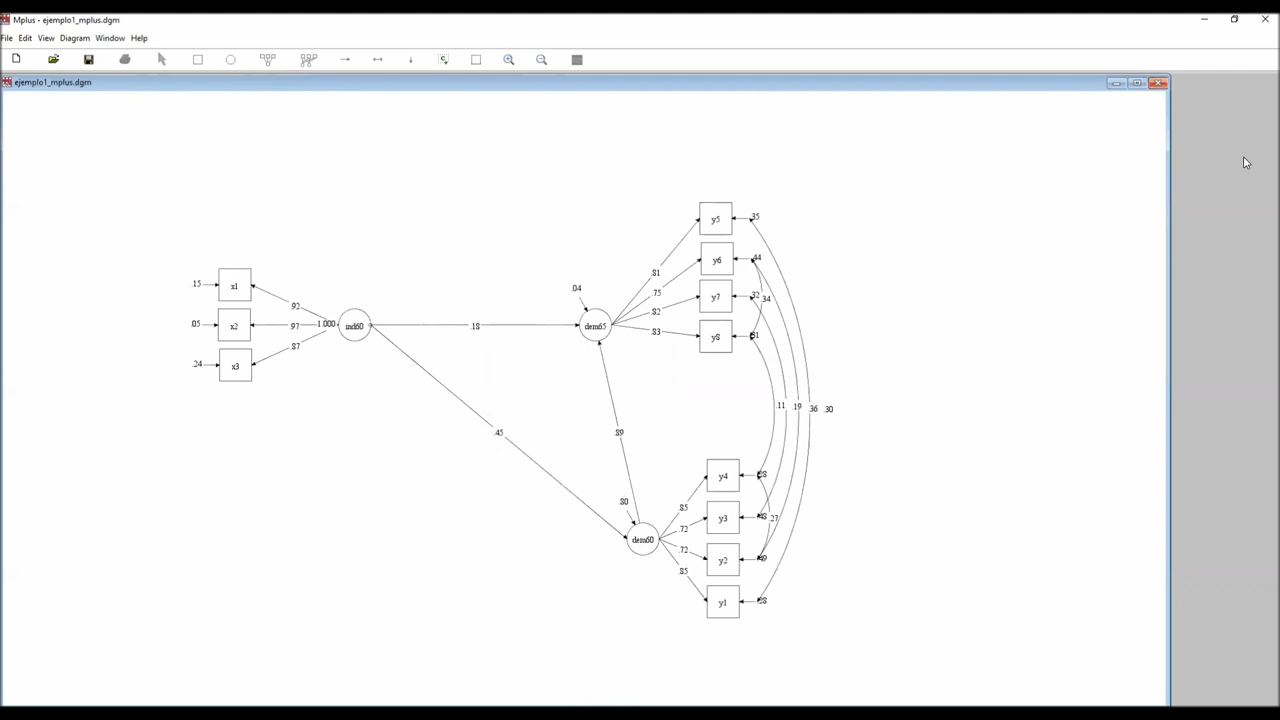 Mplus - ejemplo1_mplus.dgm
File Edit View Diagram Window Help
ejemplo1_mplus.dgm
y5 .35
.81
y6 .44
.15 x1 .92
.04
.75
y7 .32 .34
.82
.05 x2 .97 1.000 ind60 .18 dem65
.83 y8
.87
.24 x3
.11 .19 .36 .30
.45 .89
y4
.80 .85
.72 y3 .27
dem60
.72 y2
.85
y1